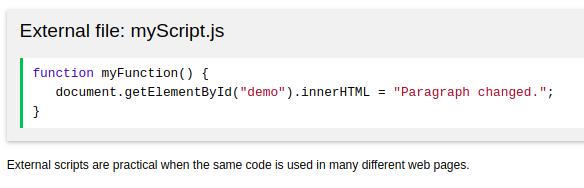 External file: myScript.js
function myFunction() {
   document.getElementById("demo").innerHTML = "Paragraph changed.";
}
External scripts are practical when the same code is used in many different web pages.